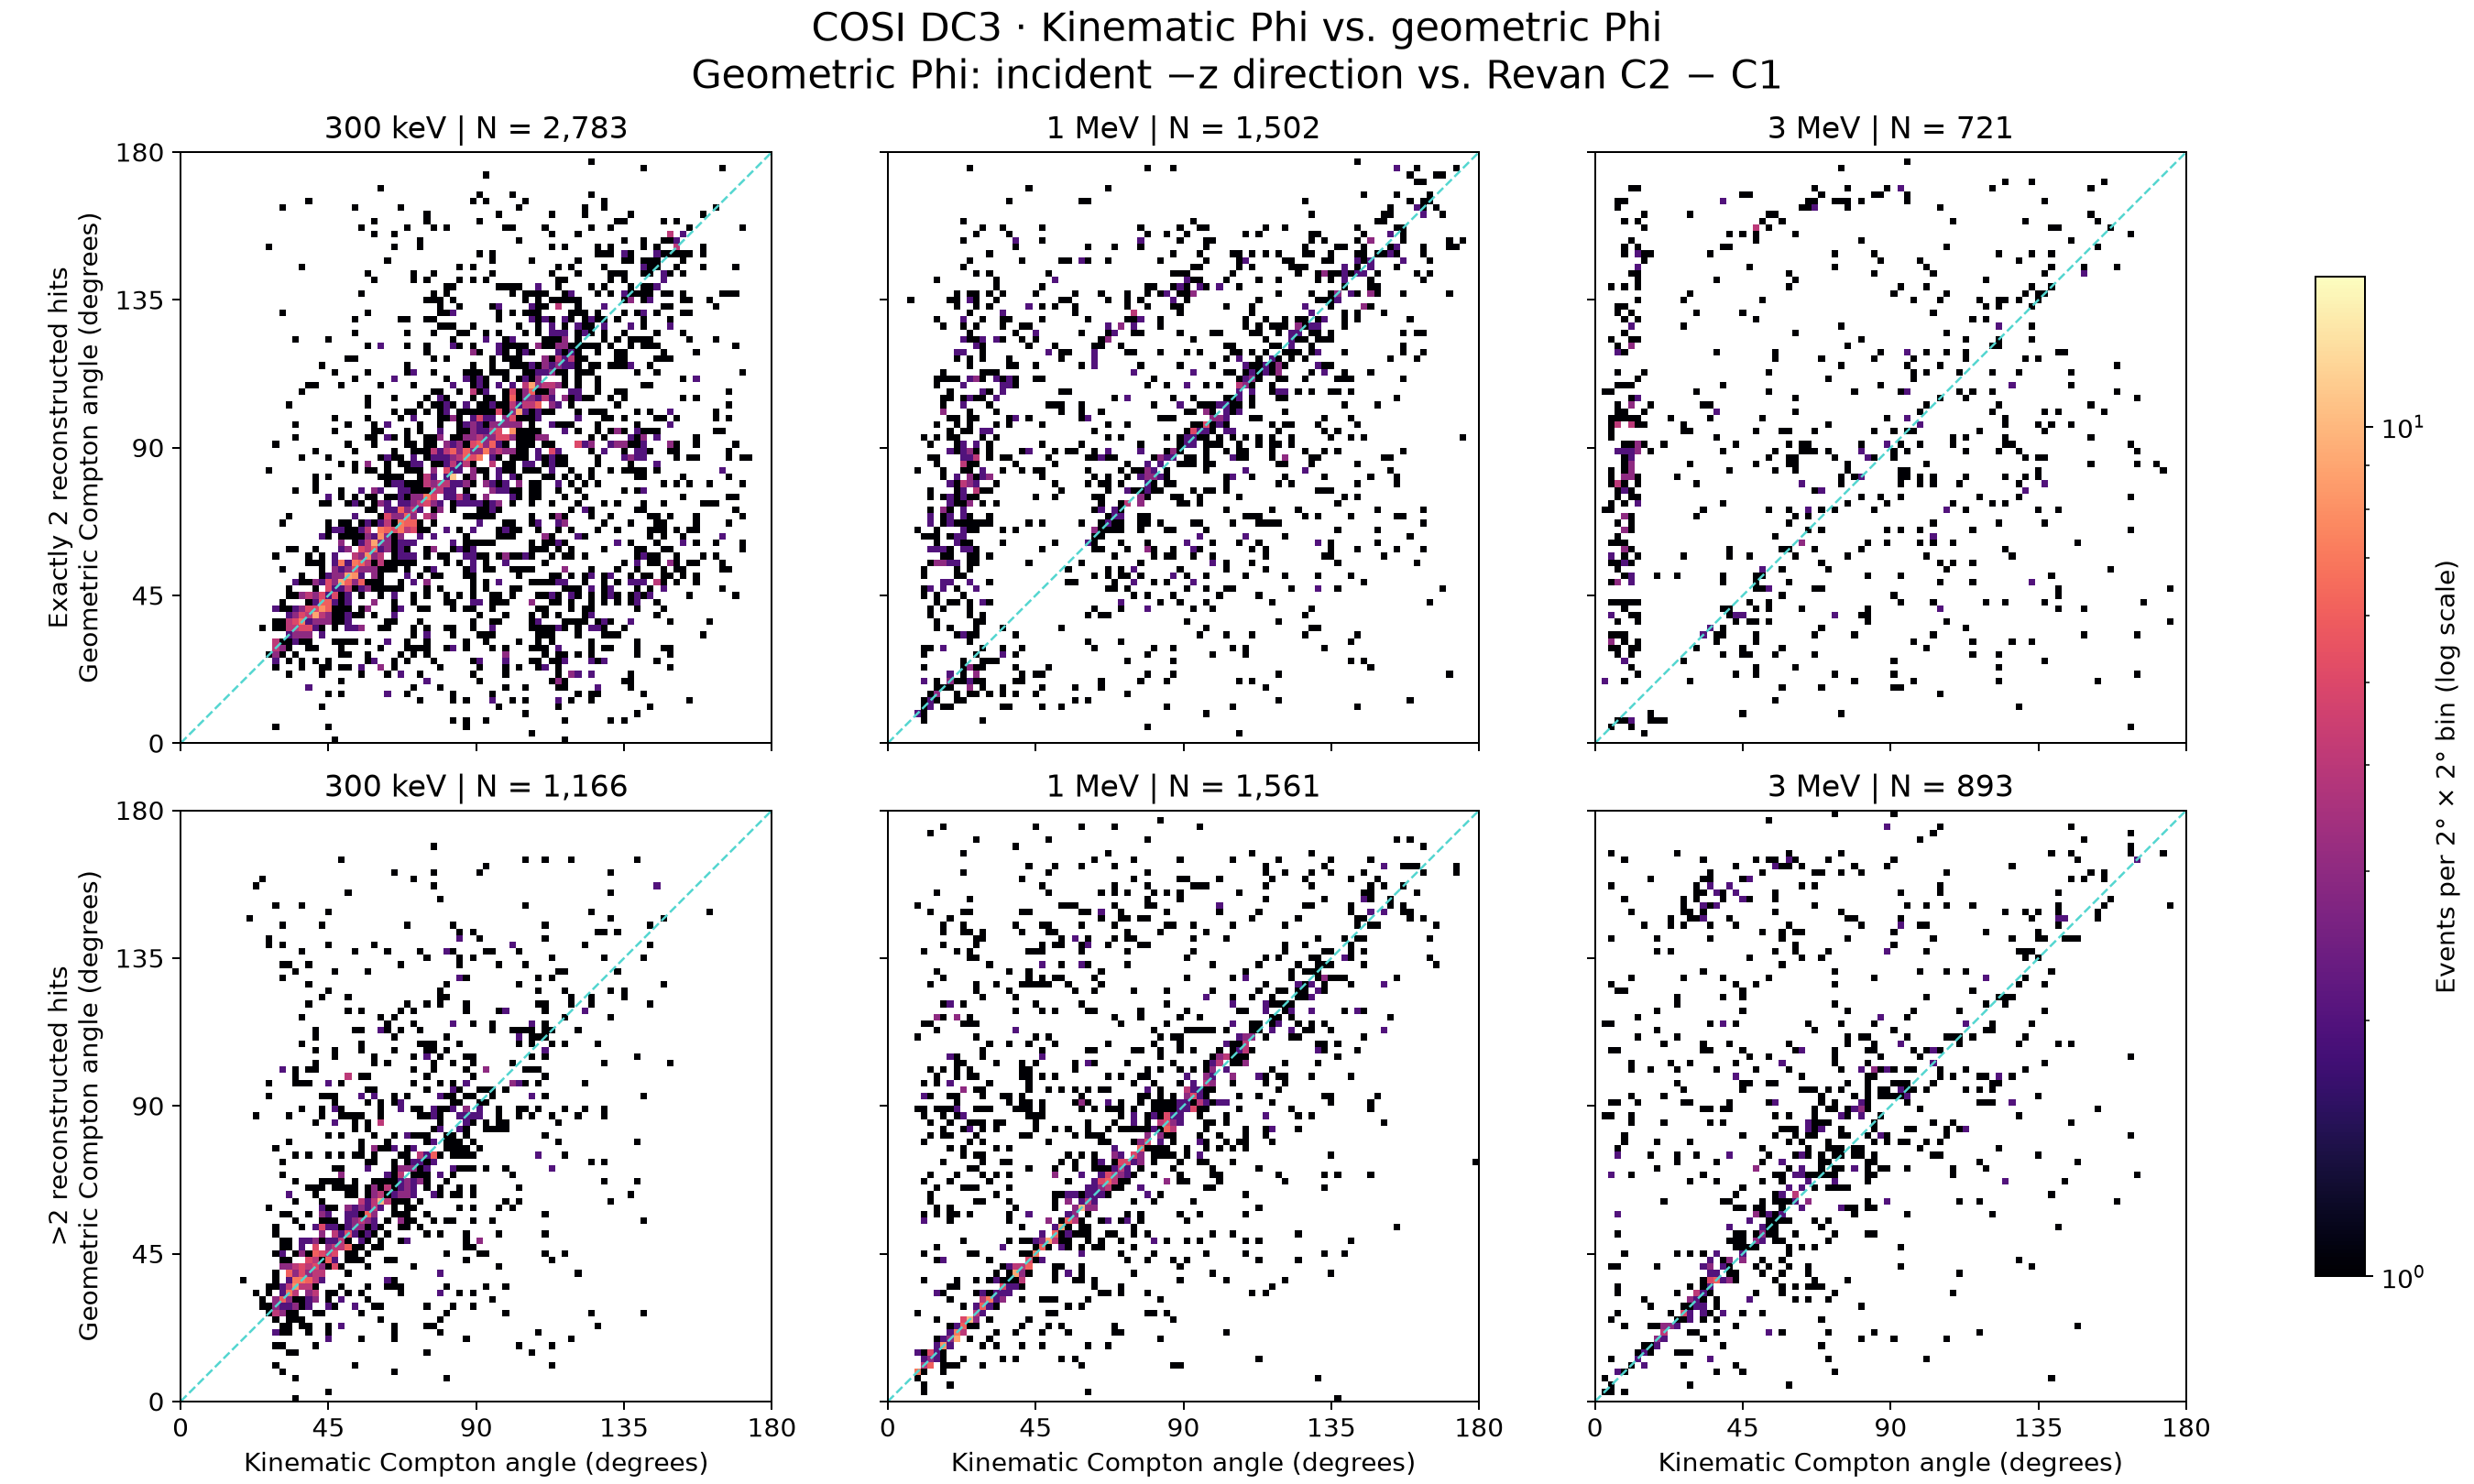 COSI DC3 · Kinematic Phi vs. geometric Phi
Geometric Phi: incident −z direction vs. Revan C2 − C1
300 keV | N = 2,783
1 MeV | N = 1,502
3 MeV | N = 721
Exactly 2 reconstructed hits
Geometric Compton angle (degrees)
180
135
90
45
0
300 keV | N = 1,166
1 MeV | N = 1,561
3 MeV | N = 893
>2 reconstructed hits
Geometric Compton angle (degrees)
180
135
90
45
0
0 45 90 135 180
0 45 90 135 180
0 45 90 135 180
Kinematic Compton angle (degrees)
Kinematic Compton angle (degrees)
Kinematic Compton angle (degrees)
10¹
10⁰
Events per 2° × 2° bin (log scale)